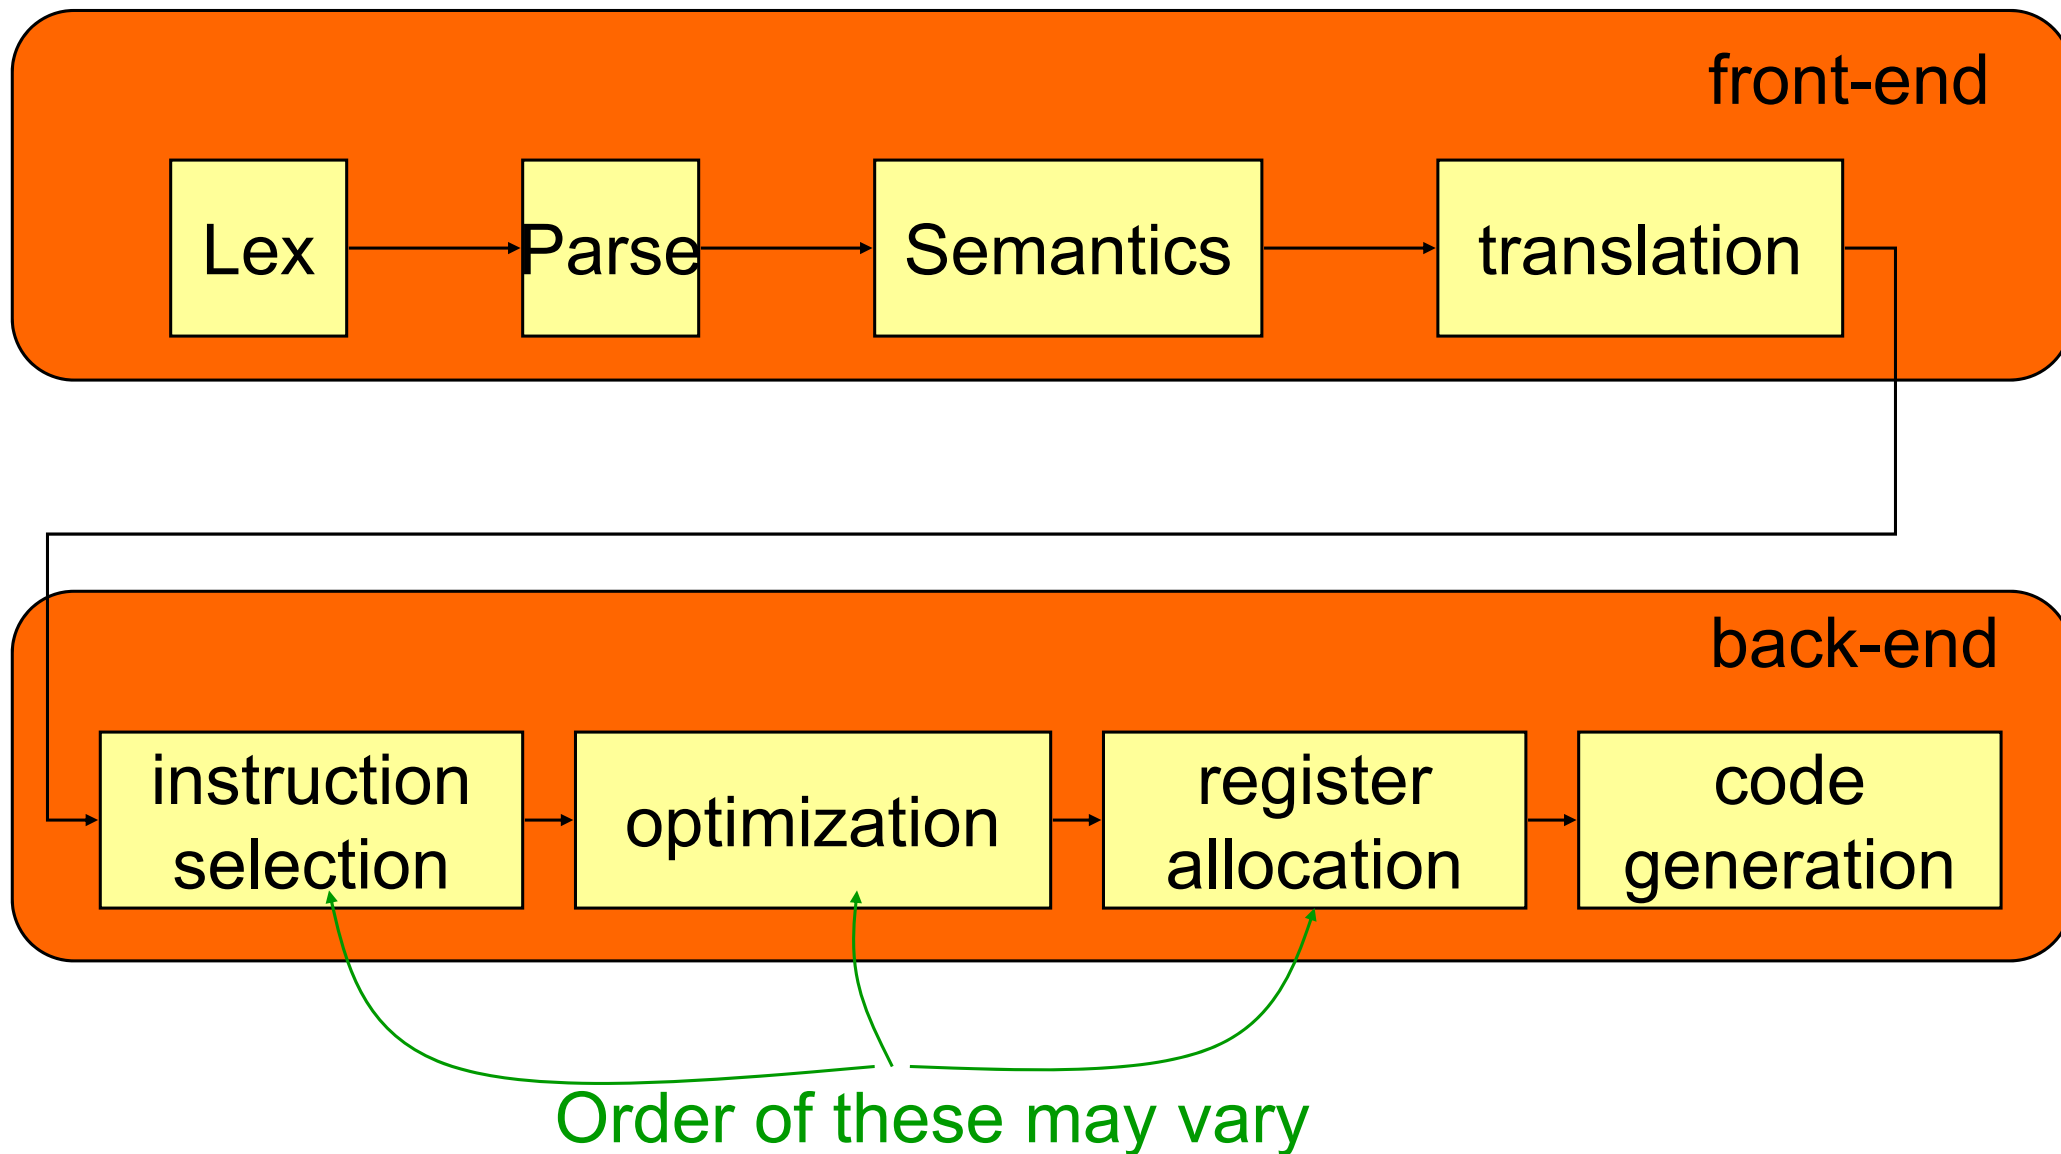 front-end
Lex
Parse
Semantics
translation
back-end
instruction
selection
optimization
register
allocation
code
generation
Order of these may vary